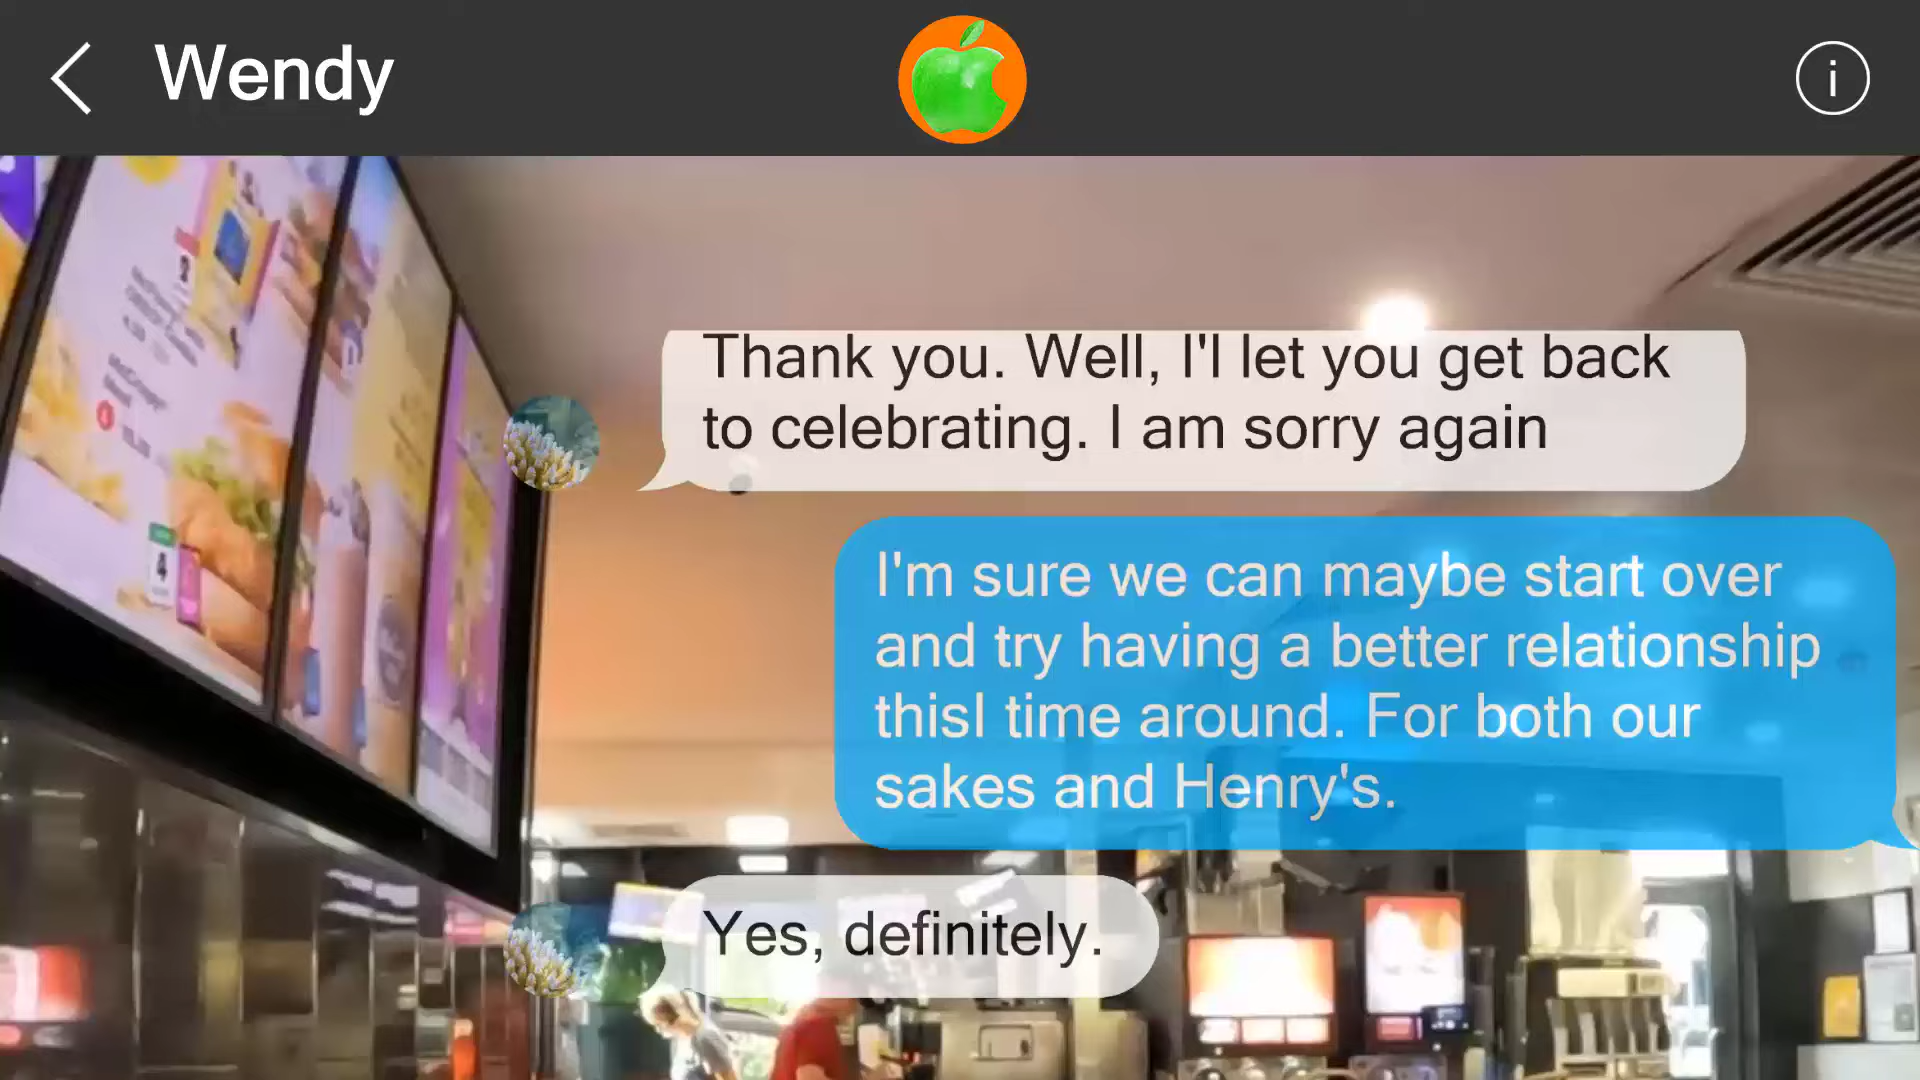 Wendy
i
Thank you. Well, I'l let you get back
to celebrating. I am sorry again
I'm sure we can maybe start over
and try having a better relationship
thisl time around. For both our
sakes and Henry's.
Yes, definitely.
4